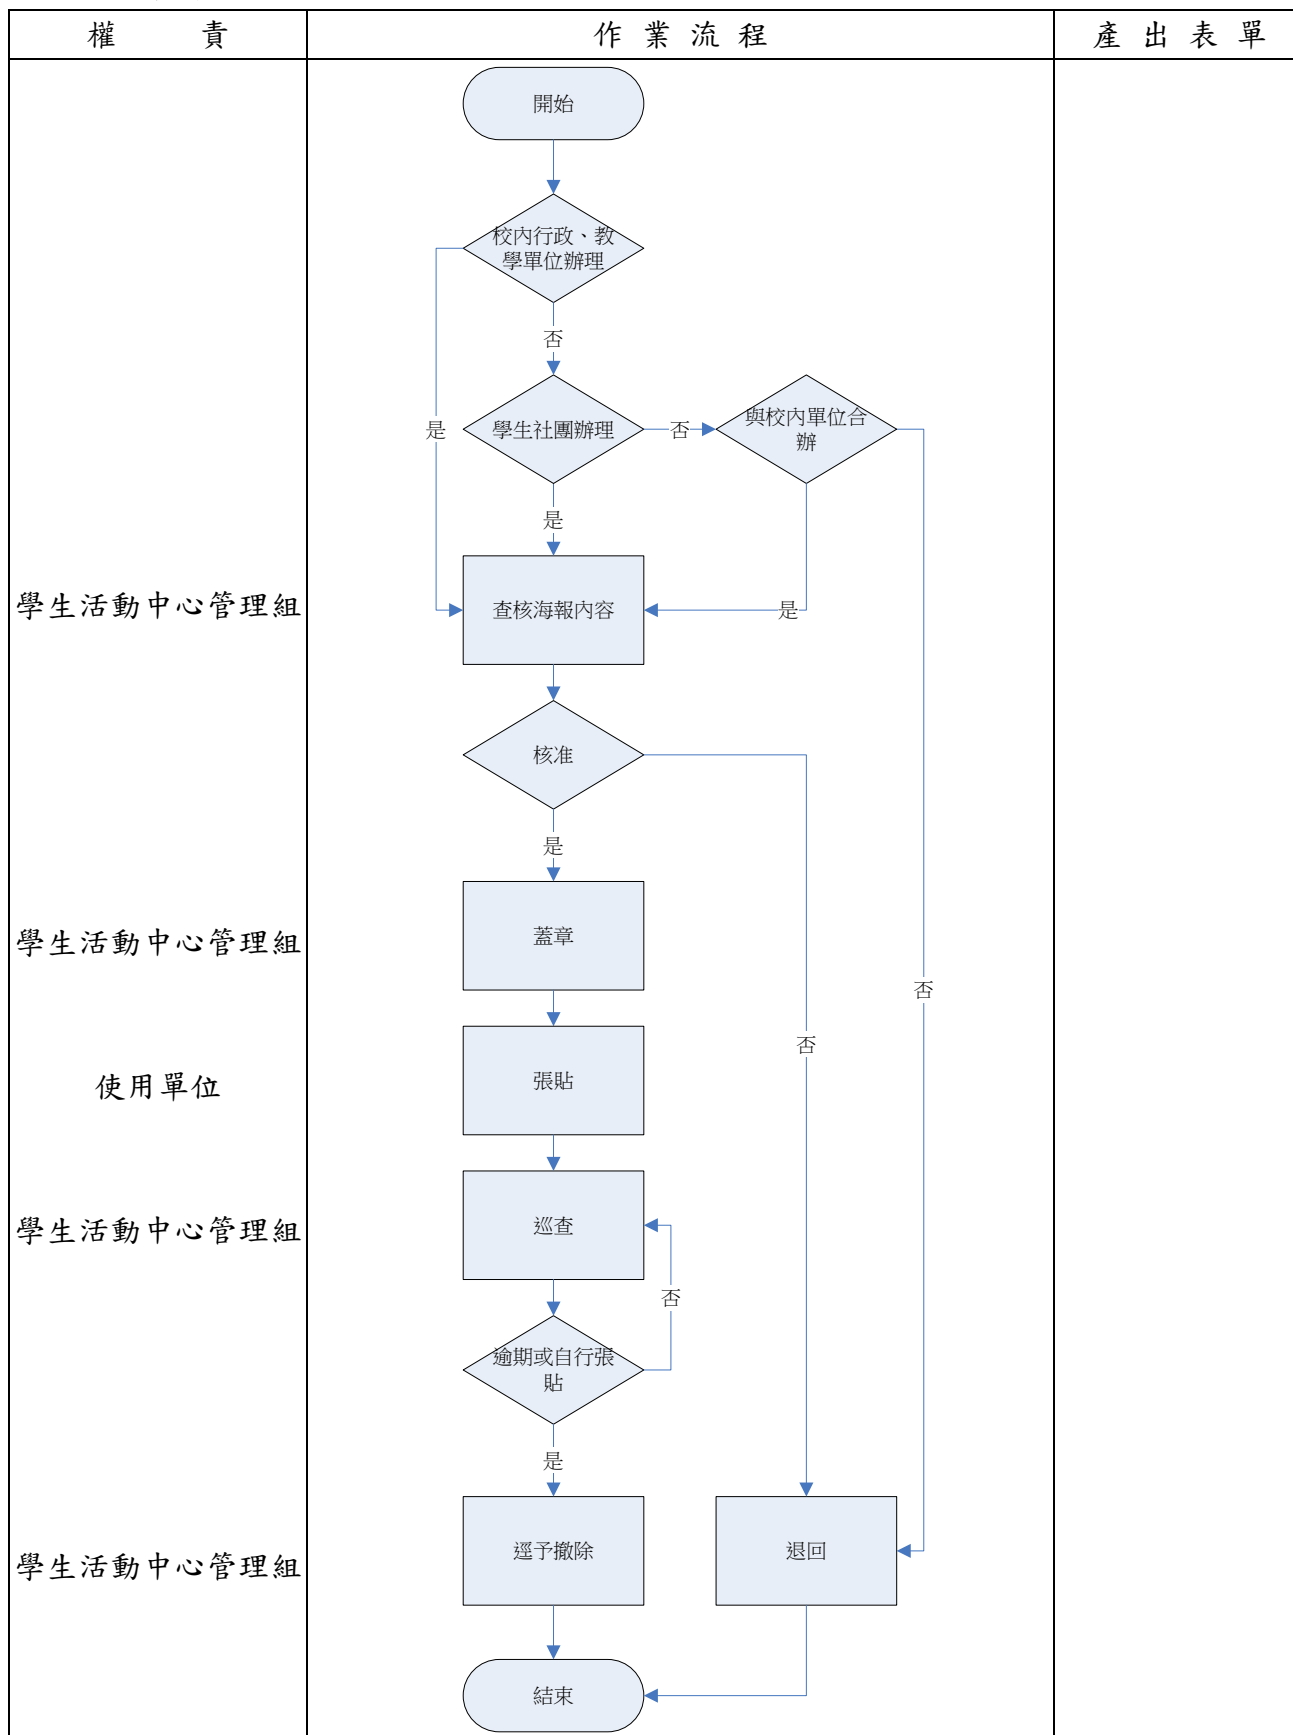 權 責
作 業 流 程
產 出 表 單
開始
校內行政、教
學單位辦理
否
學生社團辦理
否
與校內單位合
辦
是
是
學生活動中心管理組
查核海報內容
是
核准
是
學生活動中心管理組
蓋章
否
否
使用單位
張貼
學生活動中心管理組
巡查
否
逾期或自行張
貼
是
學生活動中心管理組
逕予撤除
退回
結束